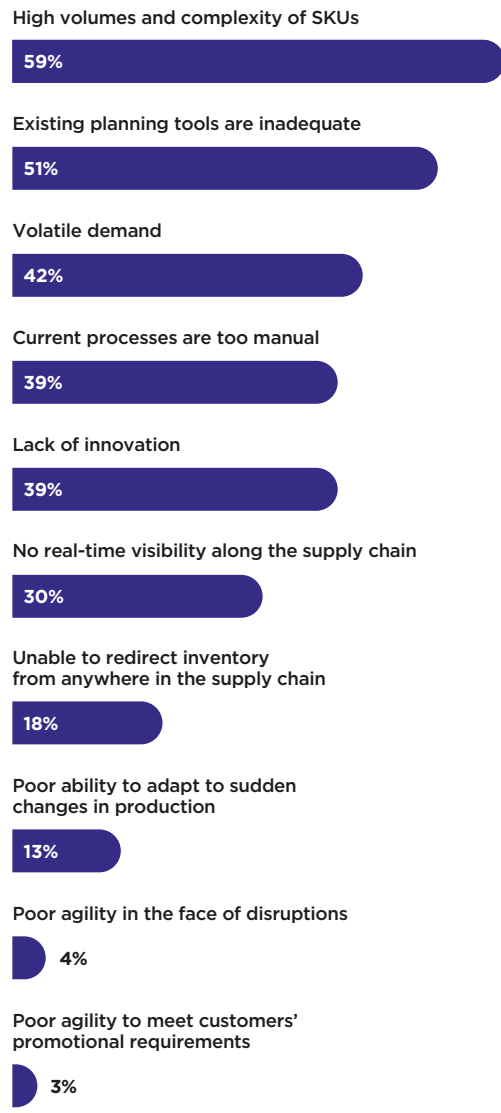 High volumes and complexity of SKUs
59%
Existing planning tools are inadequate
51%
Volatile demand
42%
Current processes are too manual
39%
Lack of innovation
39%
No real-time visibility along the supply chain
30%
Unable to redirect inventory
from anywhere in the supply chain
18%
Poor ability to adapt to sudden
changes in production
13%
Poor agility in the face of disruptions
4%
Poor agility to meet customers’
promotional requirements
3%